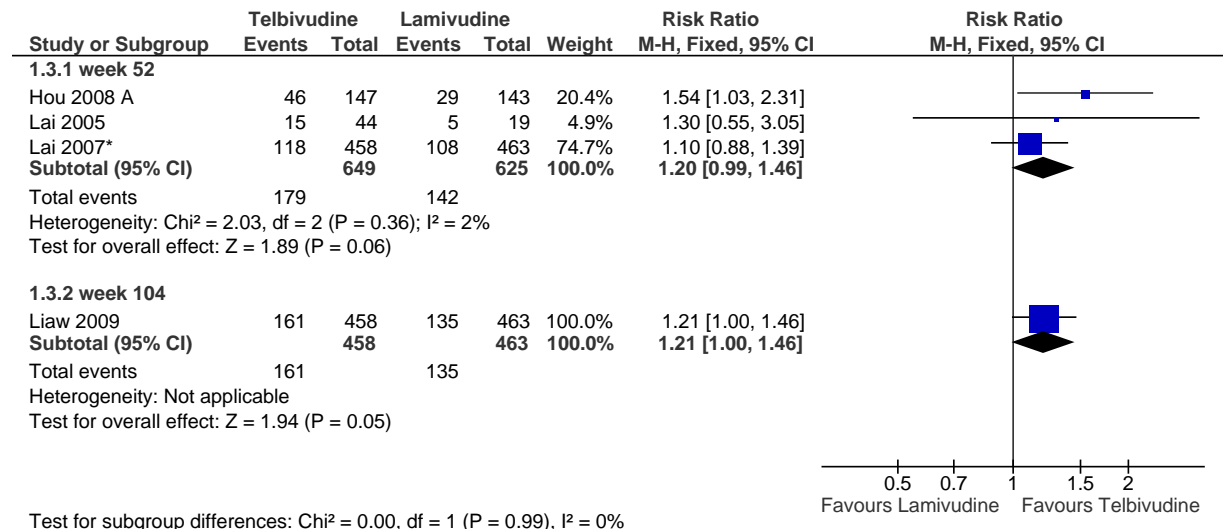 Telbivudine Lamivudine Risk Ratio Risk Ratio
Study or Subgroup Events Total Events Total Weight M-H, Fixed, 95% CI M-H, Fixed, 95% CI
1.3.1 week 52
Hou 2008 A 46 147 29 143 20.4% 1.54 [1.03, 2.31]
Lai 2005 15 44 5 19 4.9% 1.30 [0.55, 3.05]
Lai 2007* 118 458 108 463 74.7% 1.10 [0.88, 1.39]
Subtotal (95% CI) 649 625 100.0% 1.20 [0.99, 1.46]
Total events 179 142
Heterogeneity: Chi² = 2.03, df = 2 (P = 0.36); I² = 2%
Test for overall effect: Z = 1.89 (P = 0.06)
1.3.2 week 104
Liaw 2009 161 458 135 463 100.0% 1.21 [1.00, 1.46]
Subtotal (95% CI) 458 463 100.0% 1.21 [1.00, 1.46]
Total events 161 135
Heterogeneity: Not applicable
Test for overall effect: Z = 1.94 (P = 0.05)
0.5 0.7 1 1.5 2
Favours Lamivudine Favours Telbivudine
Test for subgroup differences: Chi² = 0.00, df = 1 (P = 0.99), I² = 0%